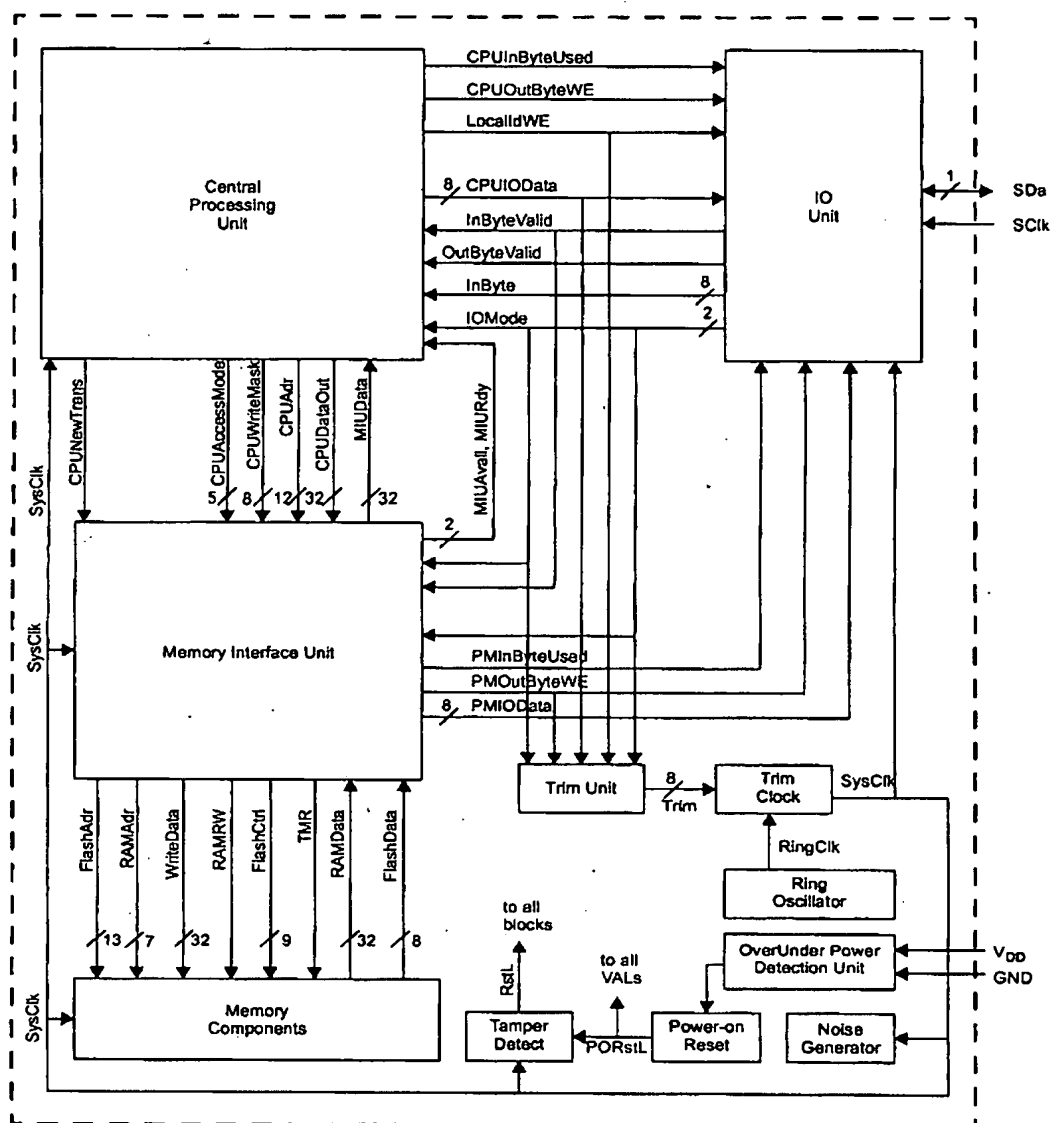 CPUInByteUsed
CPUOutByteWE
LocalIdWE
Central
Processing
Unit
8
CPUIOData
IO
Unit
1
SDa
SClk
InByteValid
OutByteValid
InByte
8
IOMode
2
SysClk
CPUNewTrans
CPUAccessMode
CPUWriteMask
CPUAdr
CPUDataOut
MIUData
5
8
12
32
32
MIUAvail, MIURdy
2
SysClk
Memory Interface Unit
PMInByteUsed
PMOutByteWE
8
PMIOData
Trim Unit
8
Trim
Trim
Clock
SysClk
RingClk
Ring
Oscillator
FlashAdr
RAMAdr
WriteData
RAMRW
FlashCtrl
TMR
RAMData
FlashData
13
7
32
9
32
8
to all
blocks
RstL
to all
VALs
OverUnder Power
Detection Unit
VDD
GND
SysClk
Memory
Components
Tamper
Detect
PORstL
Power-on
Reset
Noise
Generator